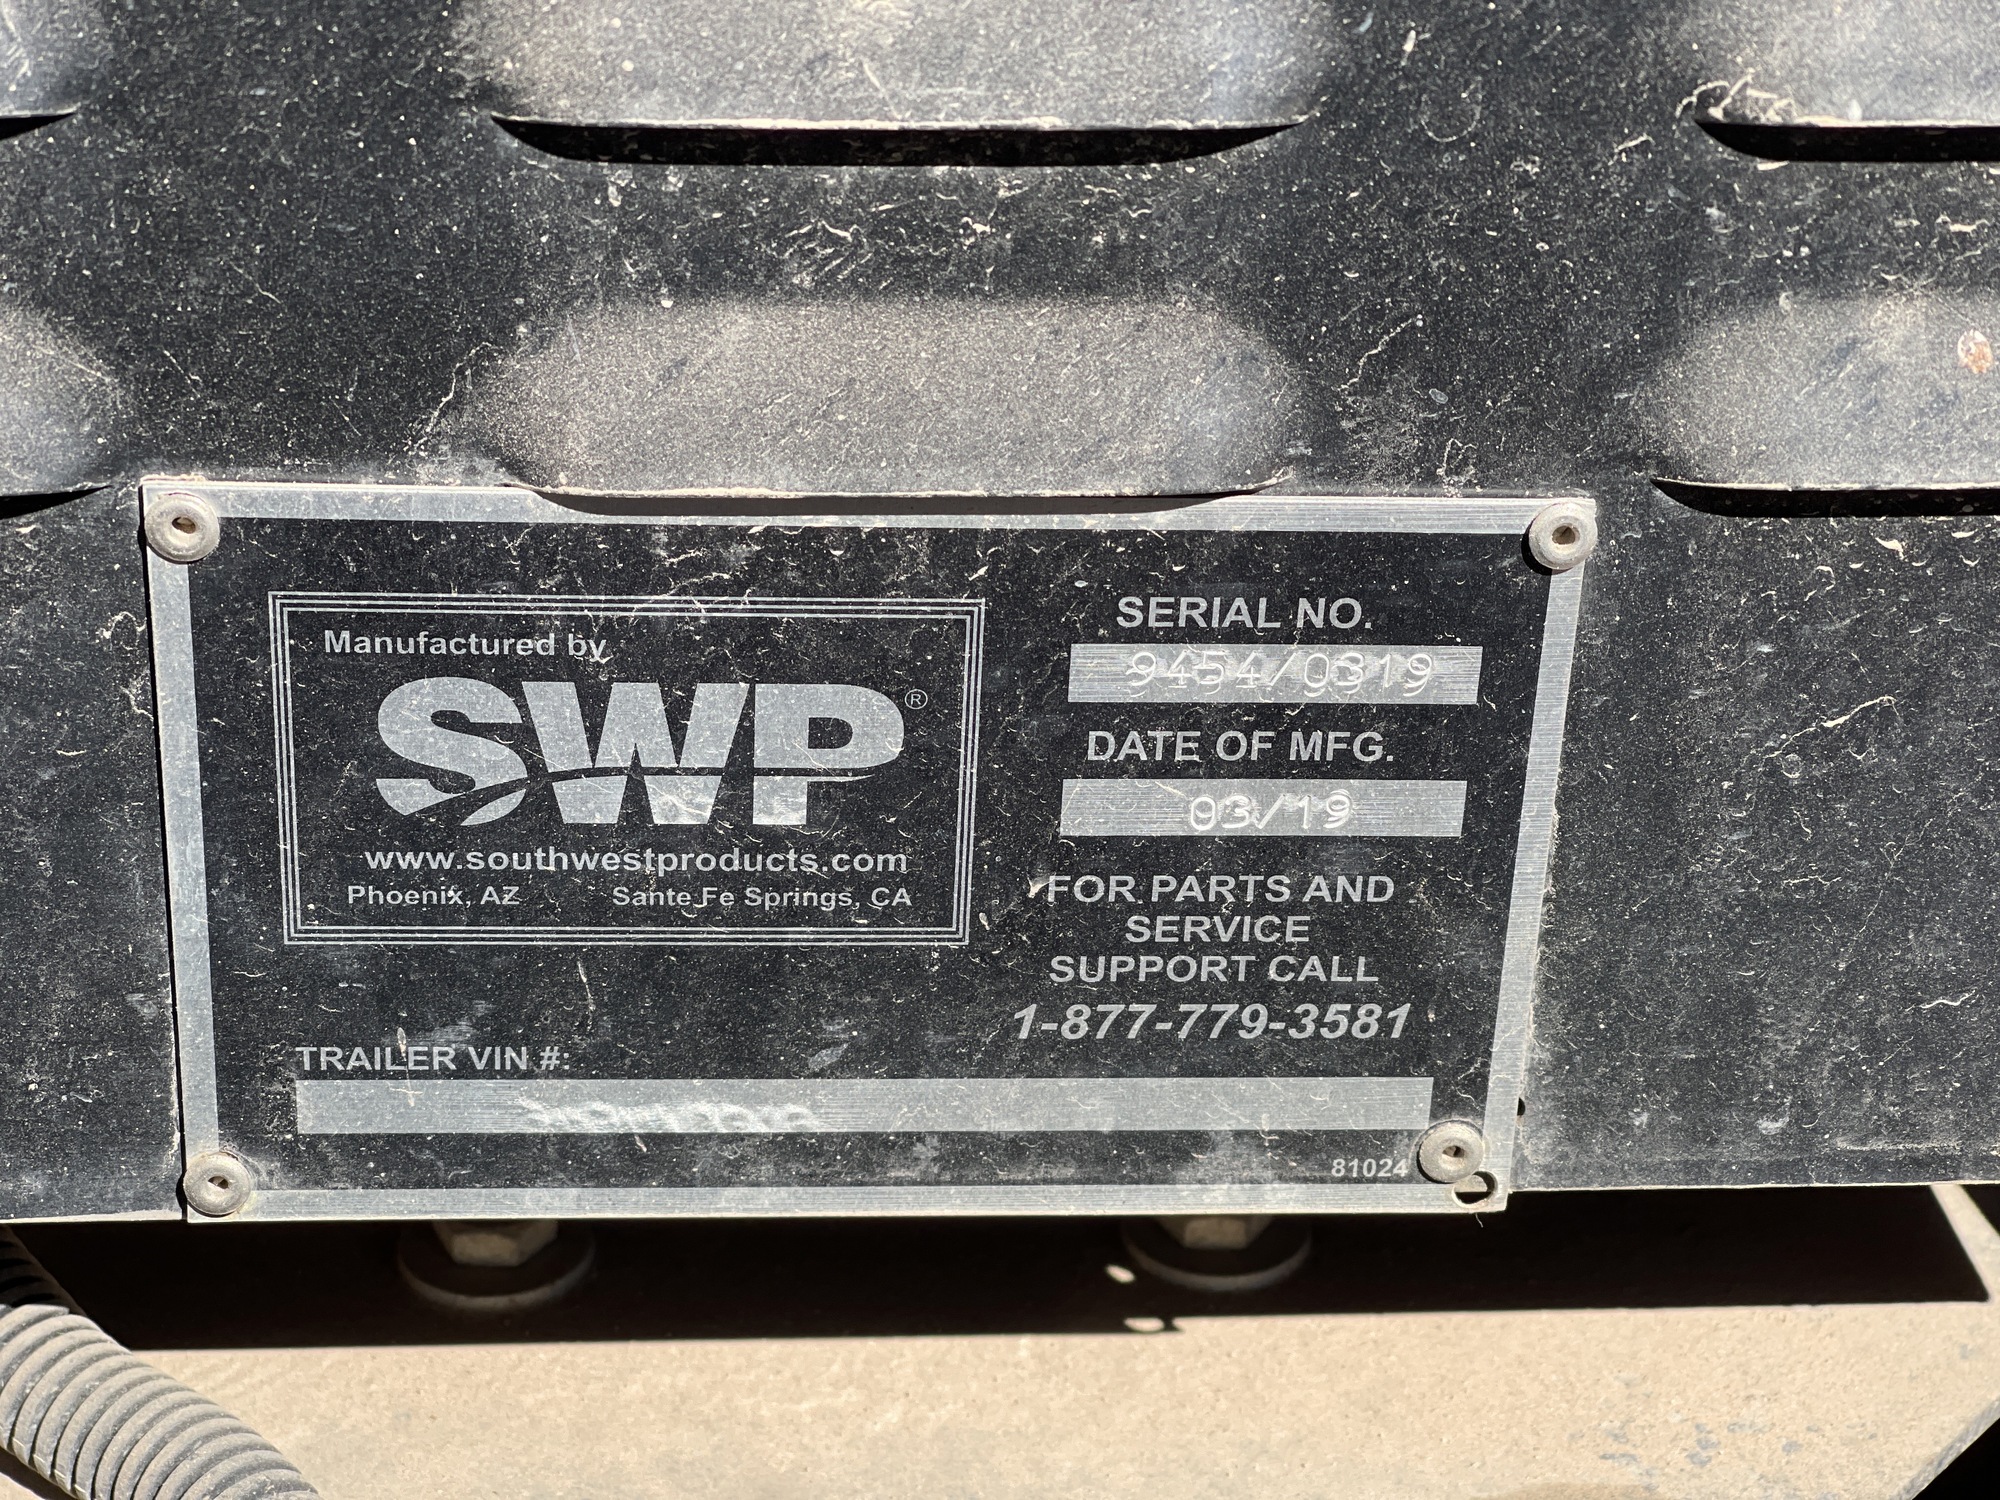 Manufactured by
SWP®
www.southwestproducts.com
Phoenix, AZ Sante Fe Springs, CA
SERIAL NO.
9454/0319
DATE OF MFG.
03/19
FOR PARTS AND
SERVICE
SUPPORT CALL
1-877-779-3581
TRAILER VIN #:
81024